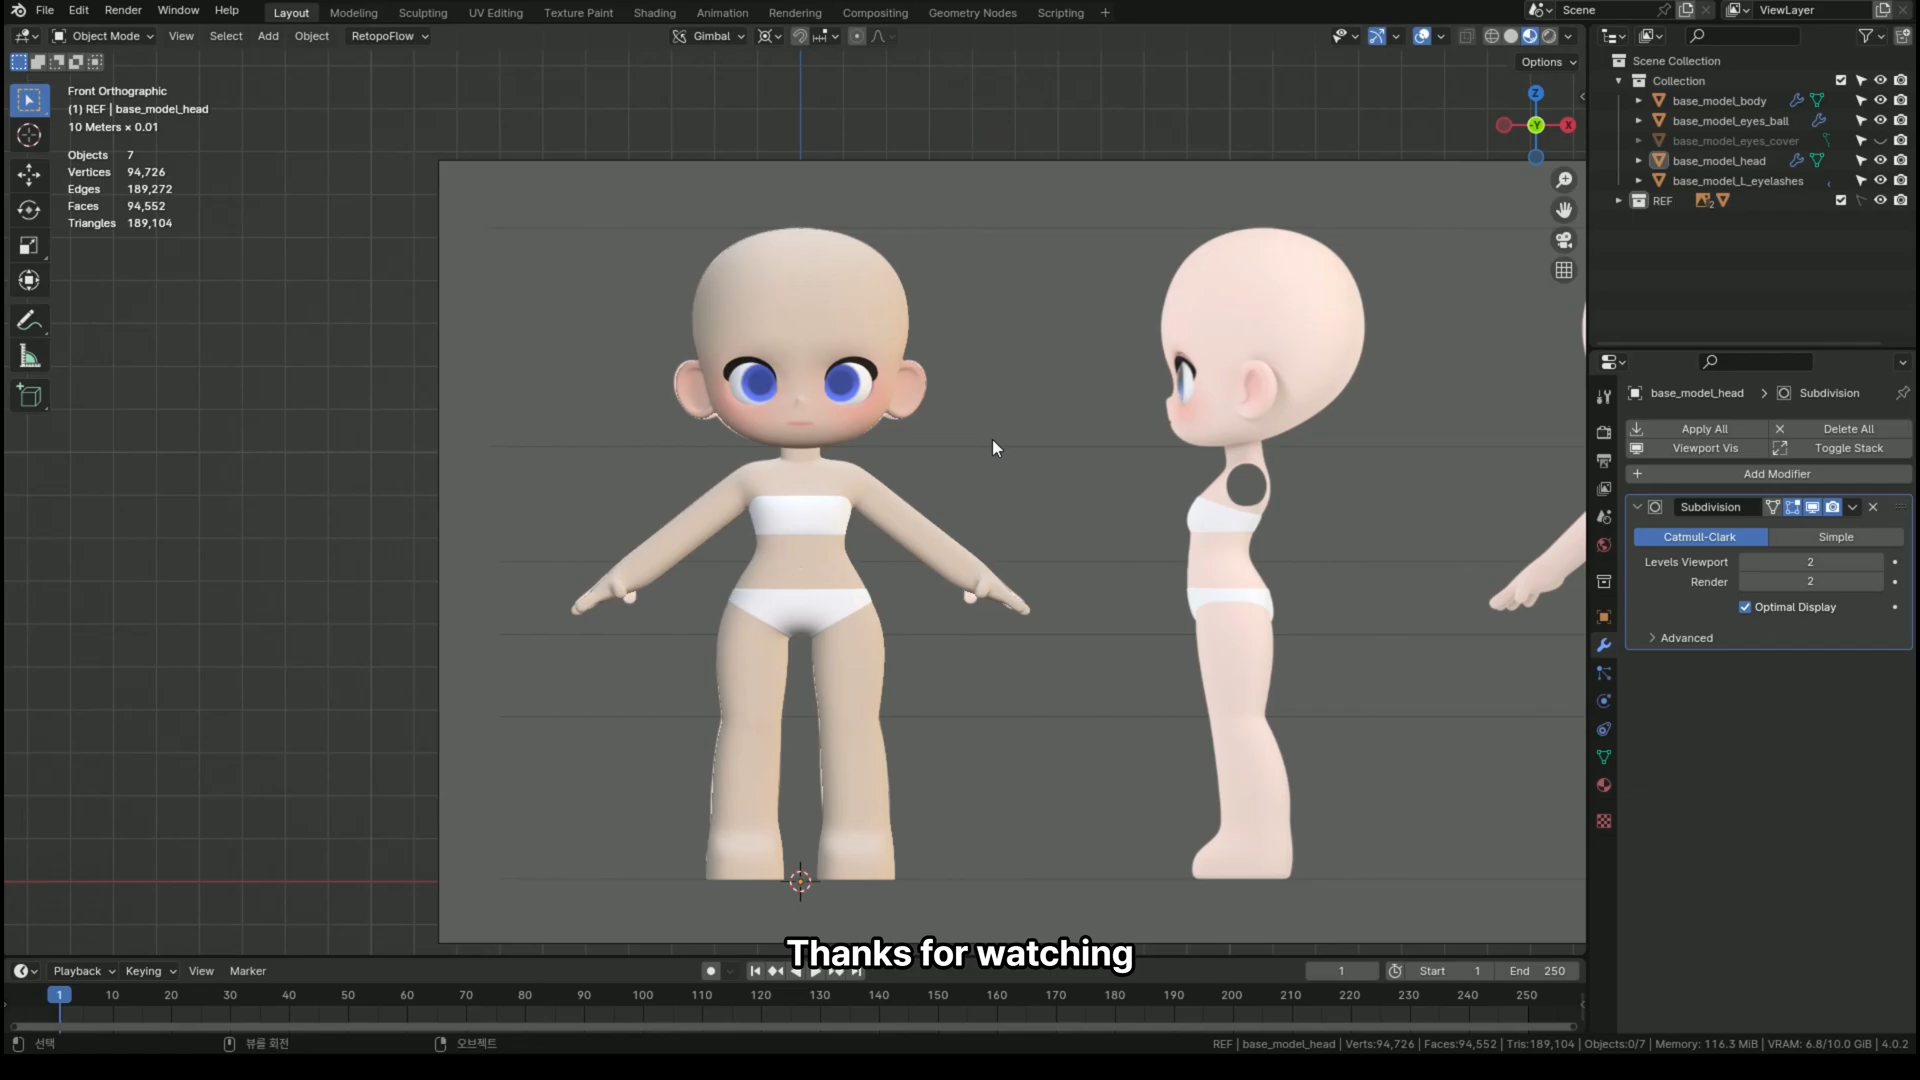 File Edit Render Window Help Layout Modeling Sculpting UV Editing Texture Paint Shading Animation Rendering Compositing Geometry Nodes Scripting + Scene ViewLayer
Object Mode View Select Add Object RetopoFlow Gimbal
Options
Front Orthographic
(1) REF | base_model_head
10 Meters × 0.01
Objects 7
Vertices 94,726
Edges 189,272
Faces 94,552
Triangles 189,104
Z
-Y
X
Scene Collection
Collection
base_model_body
base_model_eyes_ball
base_model_eyes_cover
base_model_head
base_model_L_eyelashes
REF 2
base_model_head > Subdivision
Apply All Delete All
Viewport Vis Toggle Stack
Add Modifier
Subdivision
Catmull-Clark Simple
Levels Viewport 2
Render 2
Optimal Display
Advanced
Thanks for watching
Playback Keying View Marker 1 Start 1 End 250
1 10 20 30 40 50 60 70 80 90 100 110 120 130 140 150 160 170 180 190 200 210 220 230 240 250
선택 뷰를 회전 오브젝트 REF | base_model_head | Verts:94,726 | Faces:94,552 | Tris:189,104 | Objects:0/7 | Memory: 116.3 MiB | VRAM: 6.8/10.0 GiB | 4.0.2